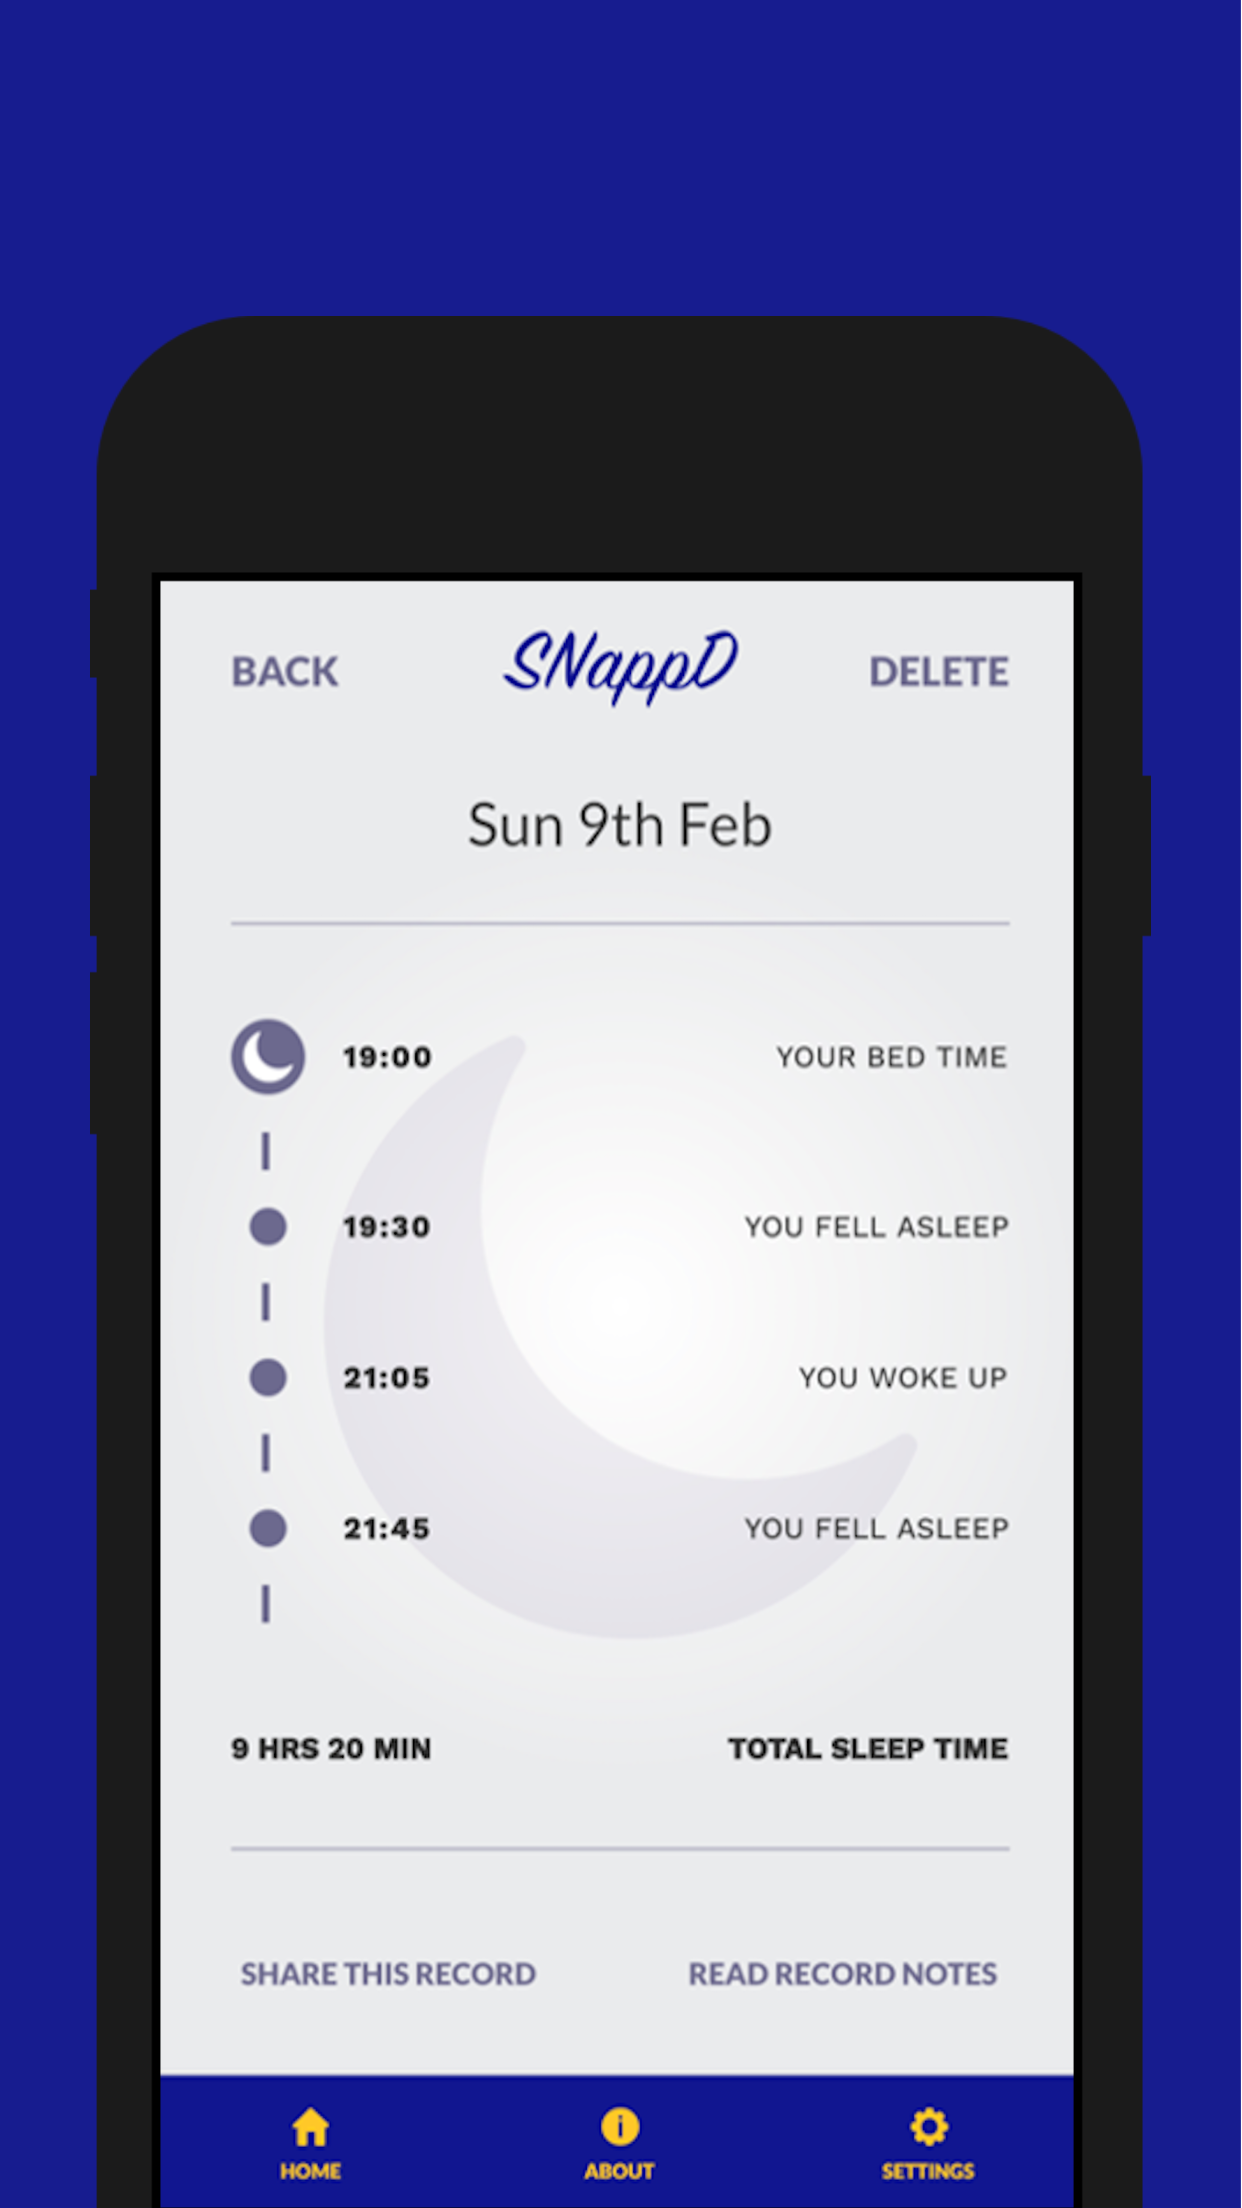 BACK SNappD DELETE
Sun 9th Feb
19:00 YOUR BED TIME
19:30 YOU FELL ASLEEP
21:05 YOU WOKE UP
21:45 YOU FELL ASLEEP
9 HRS 20 MIN TOTAL SLEEP TIME
SHARE THIS RECORD READ RECORD NOTES
HOME ABOUT SETTINGS